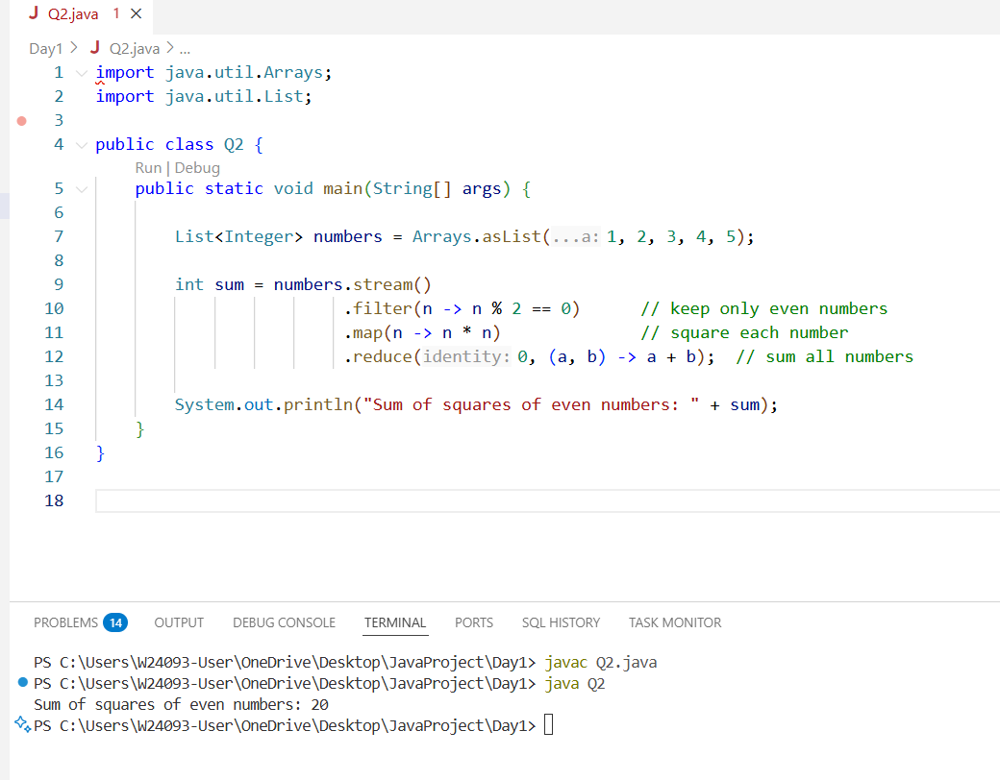 J Q2.java 1 ×
Day1 > J Q2.java > ...
1 import java.util.Arrays;
2 import java.util.List;
3
4 public class Q2 {
Run | Debug
5 public static void main(String[] args) {
6
7 List<Integer> numbers = Arrays.asList(...a: 1, 2, 3, 4, 5);
8
9 int sum = numbers.stream()
10 .filter(n -> n % 2 == 0) // keep only even numbers
11 .map(n -> n * n) // square each number
12 .reduce(identity: 0, (a, b) -> a + b); // sum all numbers
13
14 System.out.println("Sum of squares of even numbers: " + sum);
15 }
16 }
17
18
PROBLEMS 14 OUTPUT DEBUG CONSOLE TERMINAL PORTS SQL HISTORY TASK MONITOR
PS C:\Users\W24093-User\OneDrive\Desktop\JavaProject\Day1> javac Q2.java
PS C:\Users\W24093-User\OneDrive\Desktop\JavaProject\Day1> java Q2
Sum of squares of even numbers: 20
PS C:\Users\W24093-User\OneDrive\Desktop\JavaProject\Day1>